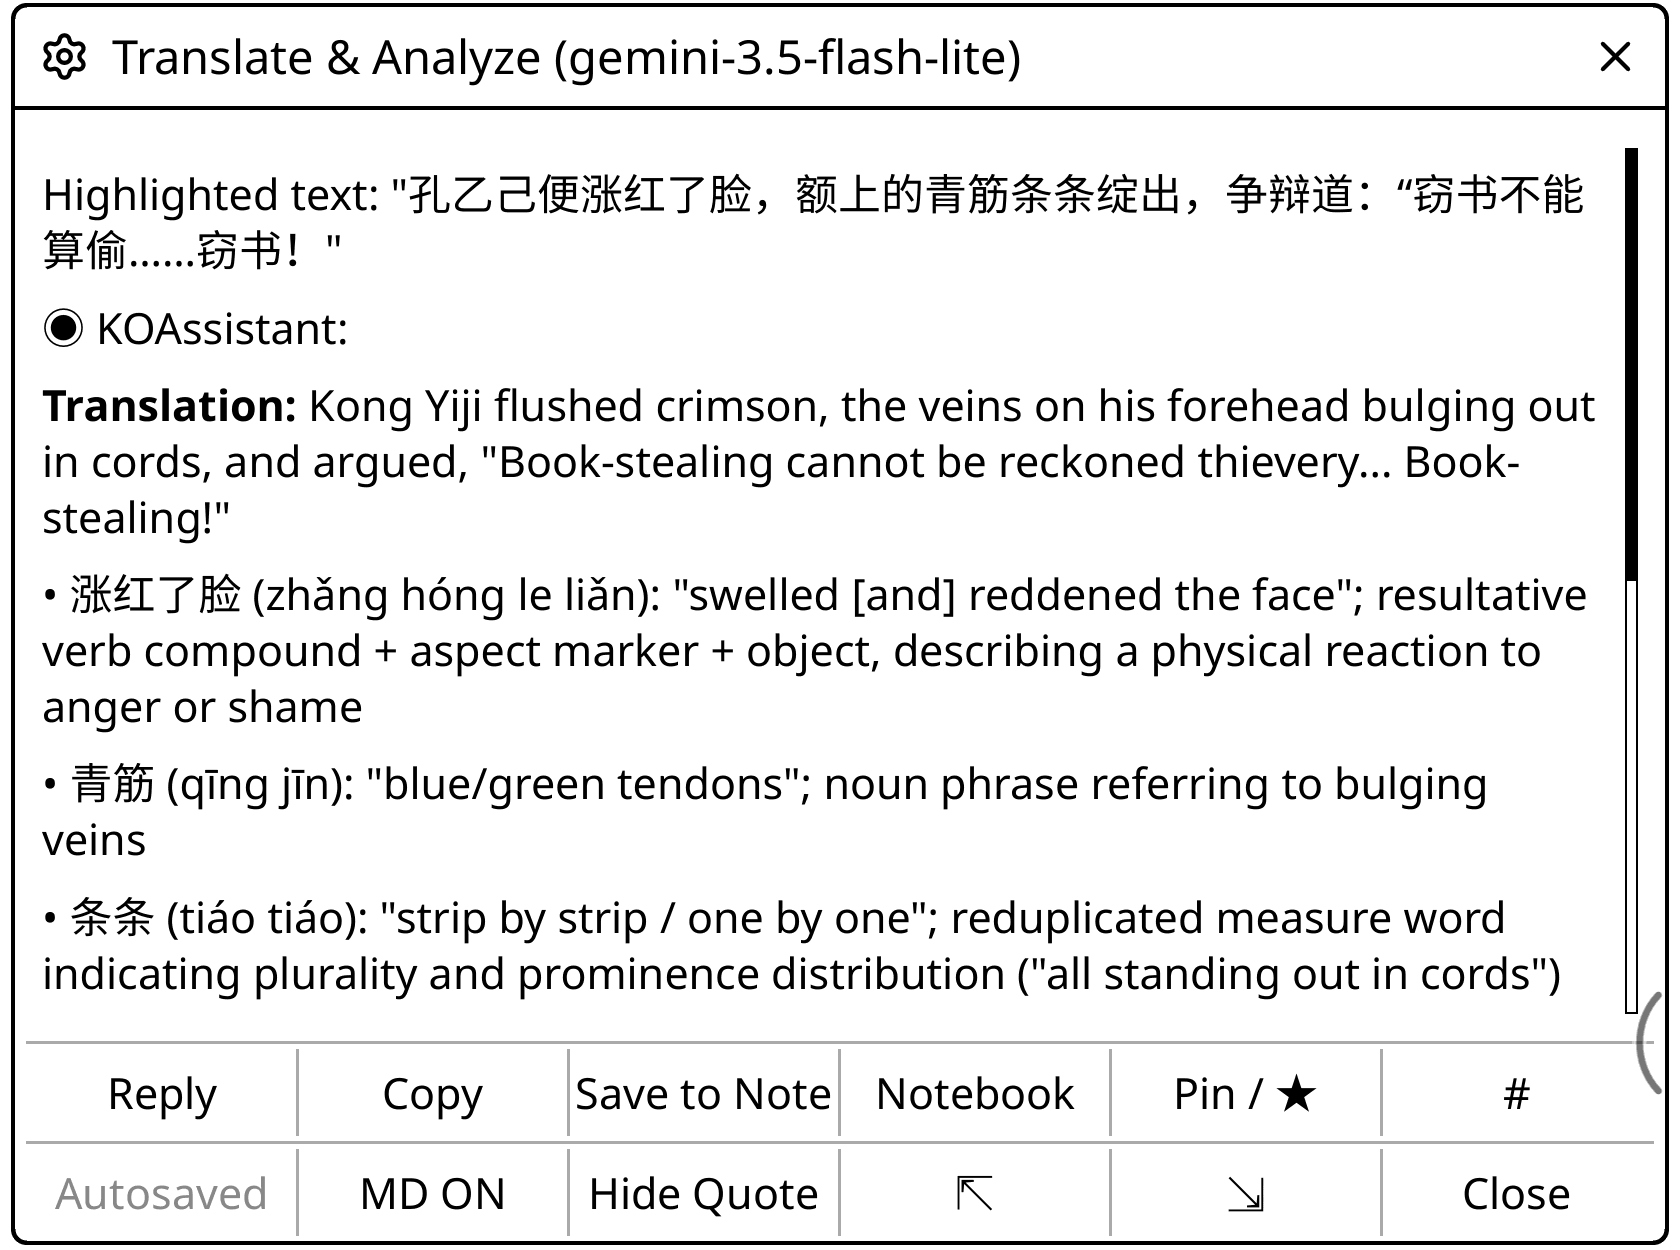 Translate & Analyze (gemini-3.5-flash-lite)
Highlighted text: "孔乙己便涨红了脸，额上的青筋条条绽出，争辩道：“窃书不能
算偷……窃书！"
KOAssistant:
Translation: Kong Yiji flushed crimson, the veins on his forehead bulging out
in cords, and argued, "Book-stealing cannot be reckoned thievery... Book-
stealing!"
• 涨红了脸 (zhǎng hóng le liǎn): "swelled [and] reddened the face"; resultative
verb compound + aspect marker + object, describing a physical reaction to
anger or shame
• 青筋 (qīng jīn): "blue/green tendons"; noun phrase referring to bulging
veins
• 条条 (tiáo tiáo): "strip by strip / one by one"; reduplicated measure word
indicating plurality and prominence distribution ("all standing out in cords")
Reply Copy Save to Note Notebook Pin / ★ #
Autosaved MD ON Hide Quote ⇱ ⇲ Close